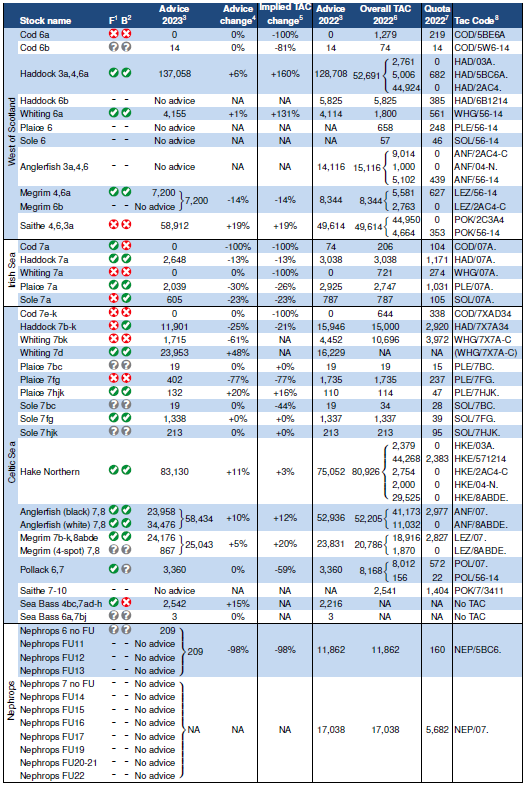 Stock name F1 B2 Advice 20233 Advice change4 Implied TAC change5 Advice 20223 Overall TAC 20226 Quota 20227 Tac Code8
West of Scotland
Cod 6a 0 0% -100% 0 1,279 219 COD/5BE6A
Cod 6b ? ? 14 0% -81% 14 74 14 COD/5W6-14
Haddock 3a,4,6a 137,058 +6% +160% 128,708 52,691
2,761 0 HAD/03A.
5,006 682 HAD/5BC6A.
44,924 0 HAD/2AC4.
Haddock 6b - - No advice NA NA 5,825 5,825 385 HAD/6B1214
Whiting 6a 4,155 +1% +131% 4,114 1,800 561 WHG/56-14
Plaice 6 - - No advice NA NA NA 658 248 PLE/56-14
Sole 6 - - No advice NA NA NA 57 46 SOL/56-14
Anglerfish 3a,4,6 - - No advice NA NA 14,116 15,116
9,014 0 ANF/2AC4-C
1,000 0 ANF/04-N.
5,102 439 ANF/56-14
Megrim 4,6a 7,200
Megrim 6b - - No advice
7,200 -14% -14% 8,344 8,344
5,581 627 LEZ/56-14
2,763 0 LEZ/2AC4-C
Saithe 4,6,3a 58,912 +19% +19% 49,614 49,614
44,950 0 POK/2C3A4
4,664 353 POK/56-14
Irish Sea
Cod 7a 0 -100% -100% 74 206 104 COD/07A.
Haddock 7a 2,648 -13% -13% 3,038 3,038 1,171 HAD/07A.
Whiting 7a 0 0% -100% 0 721 274 WHG/07A.
Plaice 7a 2,039 -30% -26% 2,925 2,747 1,031 PLE/07A.
Sole 7a 605 -23% -23% 787 787 105 SOL/07A.
Celtic Sea
Cod 7e-k 0 0% -100% 0 644 338 COD/7XAD34
Haddock 7b-k 11,901 -25% -21% 15,946 15,000 2,920 HAD/7X7A34
Whiting 7bk 1,715 -61% NA 4,452 10,696 3,972 WHG/7X7A-C
Whiting 7d 23,953 +48% NA 16,229 NA NA (WHG/7X7A-C)
Plaice 7bc ? ? 19 0% +0% 19 19 15 PLE/7BC.
Plaice 7fg 402 -77% -77% 1,735 1,735 237 PLE/7FG.
Plaice 7hjk 132 +20% +16% 110 114 47 PLE/7HJK.
Sole 7bc ? ? 19 0% -44% 19 34 28 SOL/7BC.
Sole 7fg 1,338 +0% +0% 1,337 1,337 39 SOL/7FG.
Sole 7hjk ? ? 213 0% +0% 213 213 95 SOL/7HJK.
Hake Northern 83,130 +11% +3% 75,052 80,926
2,379 0 HKE/03A.
44,268 2,383 HKE/571214
2,754 0 HKE/2AC4-C
2,000 0 HKE/04-N.
29,525 0 HKE/8ABDE.
Anglerfish (black) 7,8 23,958
Anglerfish (white) 7,8 34,476
58,434 +10% +12% 52,936 52,205
41,173 2,977 ANF/07.
11,032 0 ANF/8ABDE.
Megrim 7b-k,8abde 24,176
Megrim (4-spot) 7,8 ? ? 867
25,043 +5% +20% 23,831 20,786
18,916 2,827 LEZ/07.
1,870 0 LEZ/8ABDE.
Pollack 6,7 ? 3,360 0% -59% 3,360 8,168
8,012 572 POL/07.
156 22 POL/56-14
Saithe 7-10 - - No advice NA NA NA 2,541 1,404 POK/7/3411
Sea Bass 4bc,7ad-h 2,542 +15% NA 2,216 NA NA No TAC
Sea Bass 6a,7bj ? ? 3 0% NA 3 NA NA No TAC
Nephrops
Nephrops 6 no FU ? ? 209
Nephrops FU11 - - No advice
Nephrops FU12 - - No advice
Nephrops FU13 - - No advice
209 -98% -98% 11,862 11,862 160 NEP/5BC6.
Nephrops 7 no FU - - No advice
Nephrops FU14 - - No advice
Nephrops FU15 - - No advice
Nephrops FU16 - - No advice
Nephrops FU17 - - No advice
Nephrops FU19 - - No advice
Nephrops FU20-21 - - No advice
Nephrops FU22 - - No advice
NA NA NA 17,038 17,038 5,682 NEP/07.